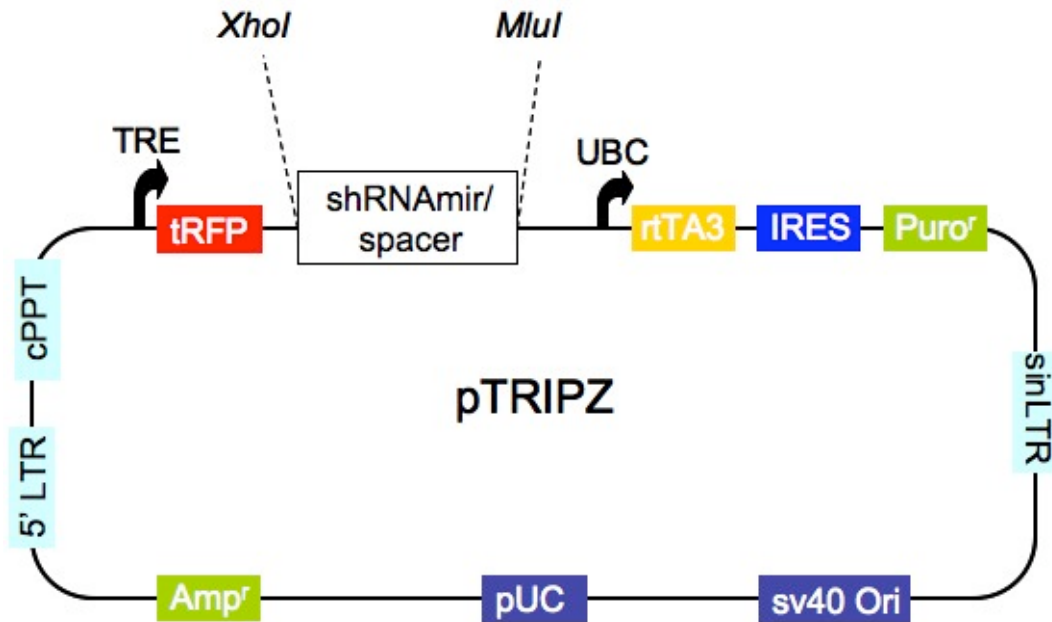 XhoI
MluI
TRE
UBC
tRFP
shRNAmir/
spacer
rtTA3
IRES
Puroʳ
cPPT
5' LTR
pTRIPZ
sinLTR
Ampʳ
pUC
sv40 Ori